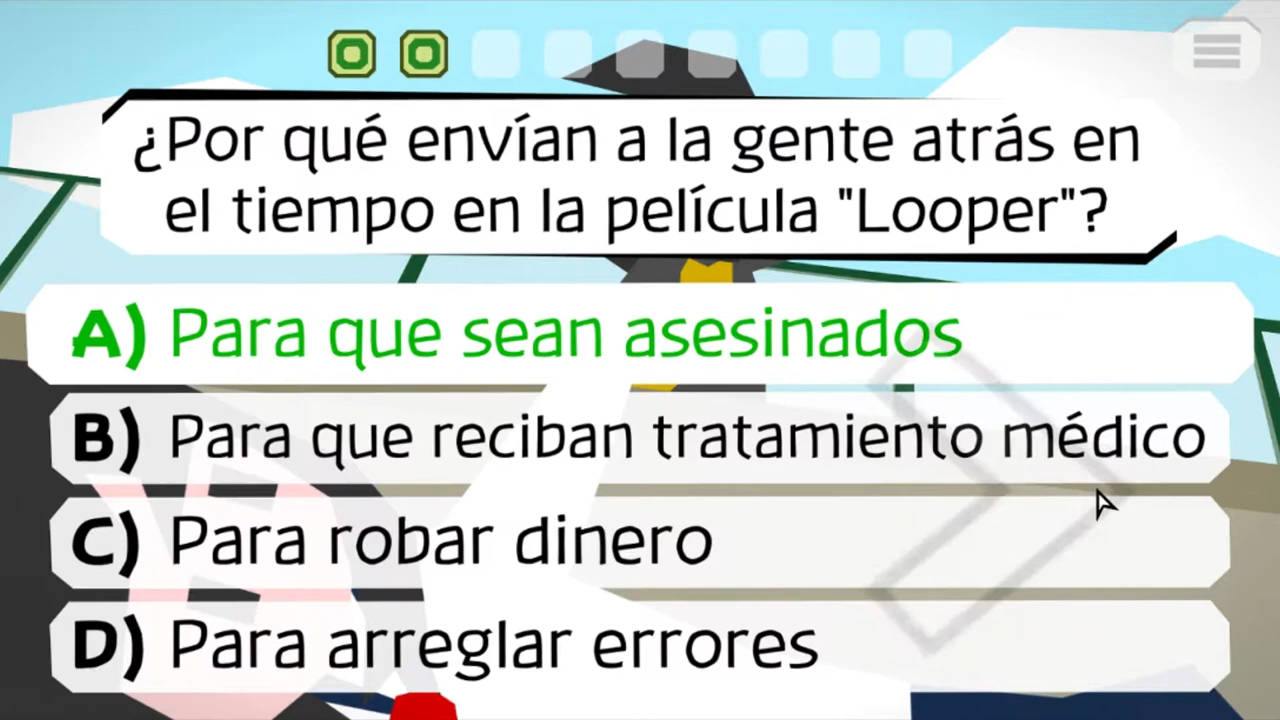 ¿Por qué envían a la gente atrás en
el tiempo en la película "Looper"?
A) Para que sean asesinados
B) Para que reciban tratamiento médico
C) Para robar dinero
D) Para arreglar errores